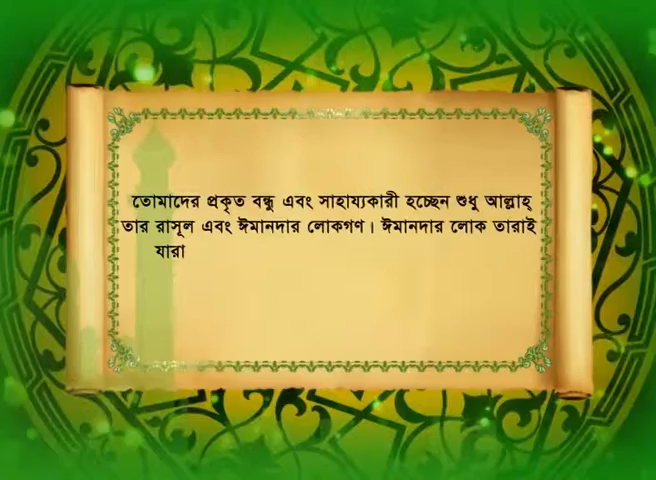 তোমাদের প্রকৃত বন্ধু এবং সাহায্যকারী হচ্ছেন শুধু আল্লাহ্
তার রাসূল এবং ঈমানদার লোকগণ। ঈমানদার লোক তারাই
যারা